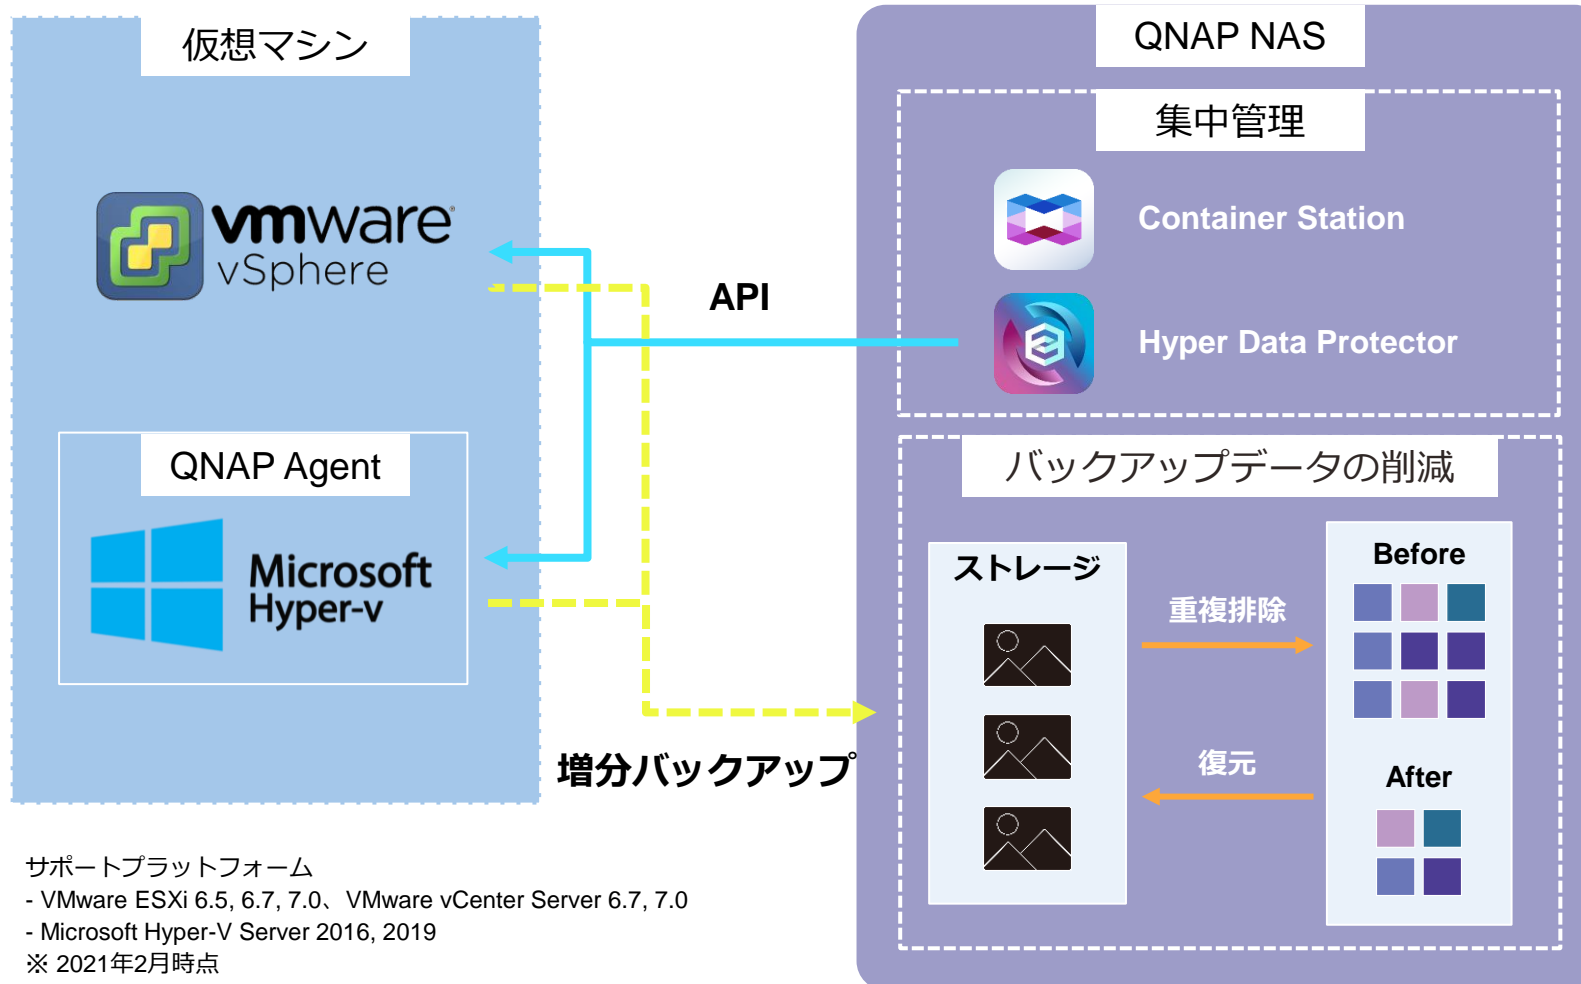 仮想マシン
vmware
vSphere
QNAP Agent
Microsoft
Hyper-v
API
増分バックアップ
QNAP NAS
集中管理
Container Station
Hyper Data Protector
バックアップデータの削減
ストレージ
重複排除
復元
Before
After
サポートプラットフォーム
- VMware ESXi 6.5, 6.7, 7.0、VMware vCenter Server 6.7, 7.0
- Microsoft Hyper-V Server 2016, 2019
※ 2021年2月時点